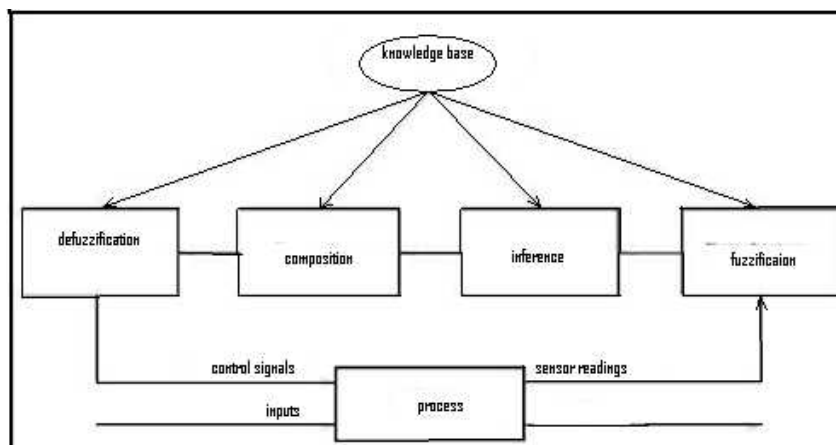 knowledge base
defuzzification
composition
inference
fuzzificaion
control signals
sensor readings
inputs
process